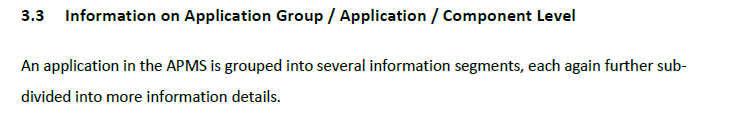 3.3 Information on Application Group / Application / Component Level
An application in the APMS is grouped into several information segments, each again further sub-
divided into more information details.